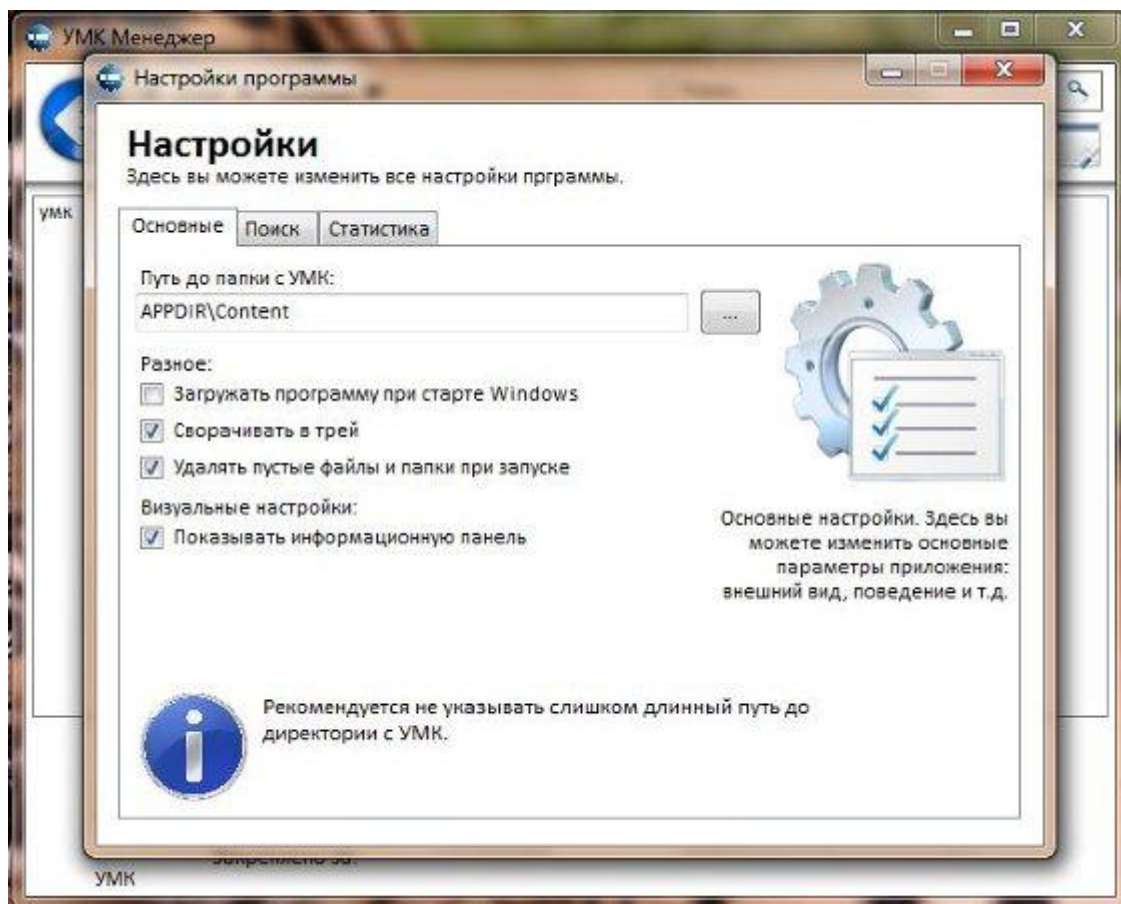 УМК Менеджер
Настройки программы
Настройки
Здесь вы можете изменить все настройки прграммы.
умк
Основные Поиск Статистика
Путь до папки с УМК:
APPDIR\Content
...
Разное:
Загружать программу при старте Windows
Сворачивать в трей
Удалять пустые файлы и папки при запуске
Визуальные настройки:
Показывать информационную панель
Основные настройки. Здесь вы
можете изменить основные
параметры приложения:
внешний вид, поведение и т.д.
Рекомендуется не указывать слишком длинный путь до
директории с УМК.
Закреплено за:
УМК